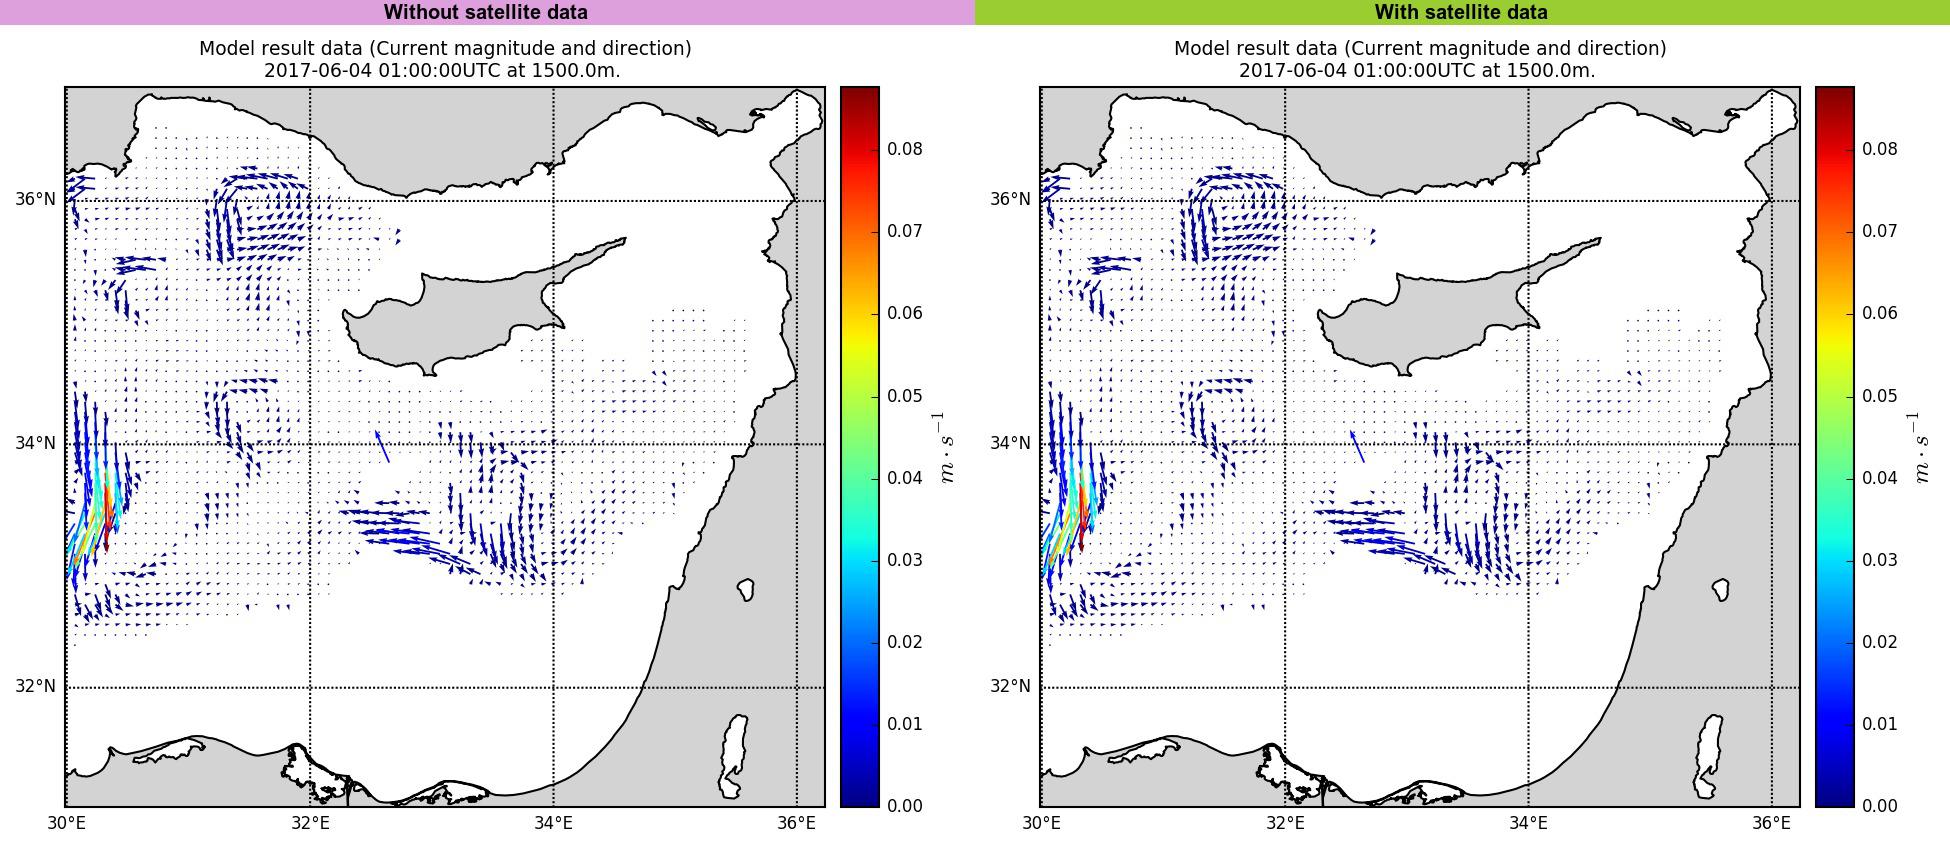 Without satellite data
Model result data (Current magnitude and direction)
2017-06-04 01:00:00UTC at 1500.0m.
36°N
34°N
32°N
30°E 32°E 34°E 36°E
0.08
0.07
0.06
0.05
0.04
0.03
0.02
0.01
0.00
m · s⁻¹
With satellite data
Model result data (Current magnitude and direction)
2017-06-04 01:00:00UTC at 1500.0m.
36°N
34°N
32°N
30°E 32°E 34°E 36°E
0.08
0.07
0.06
0.05
0.04
0.03
0.02
0.01
0.00
m · s⁻¹